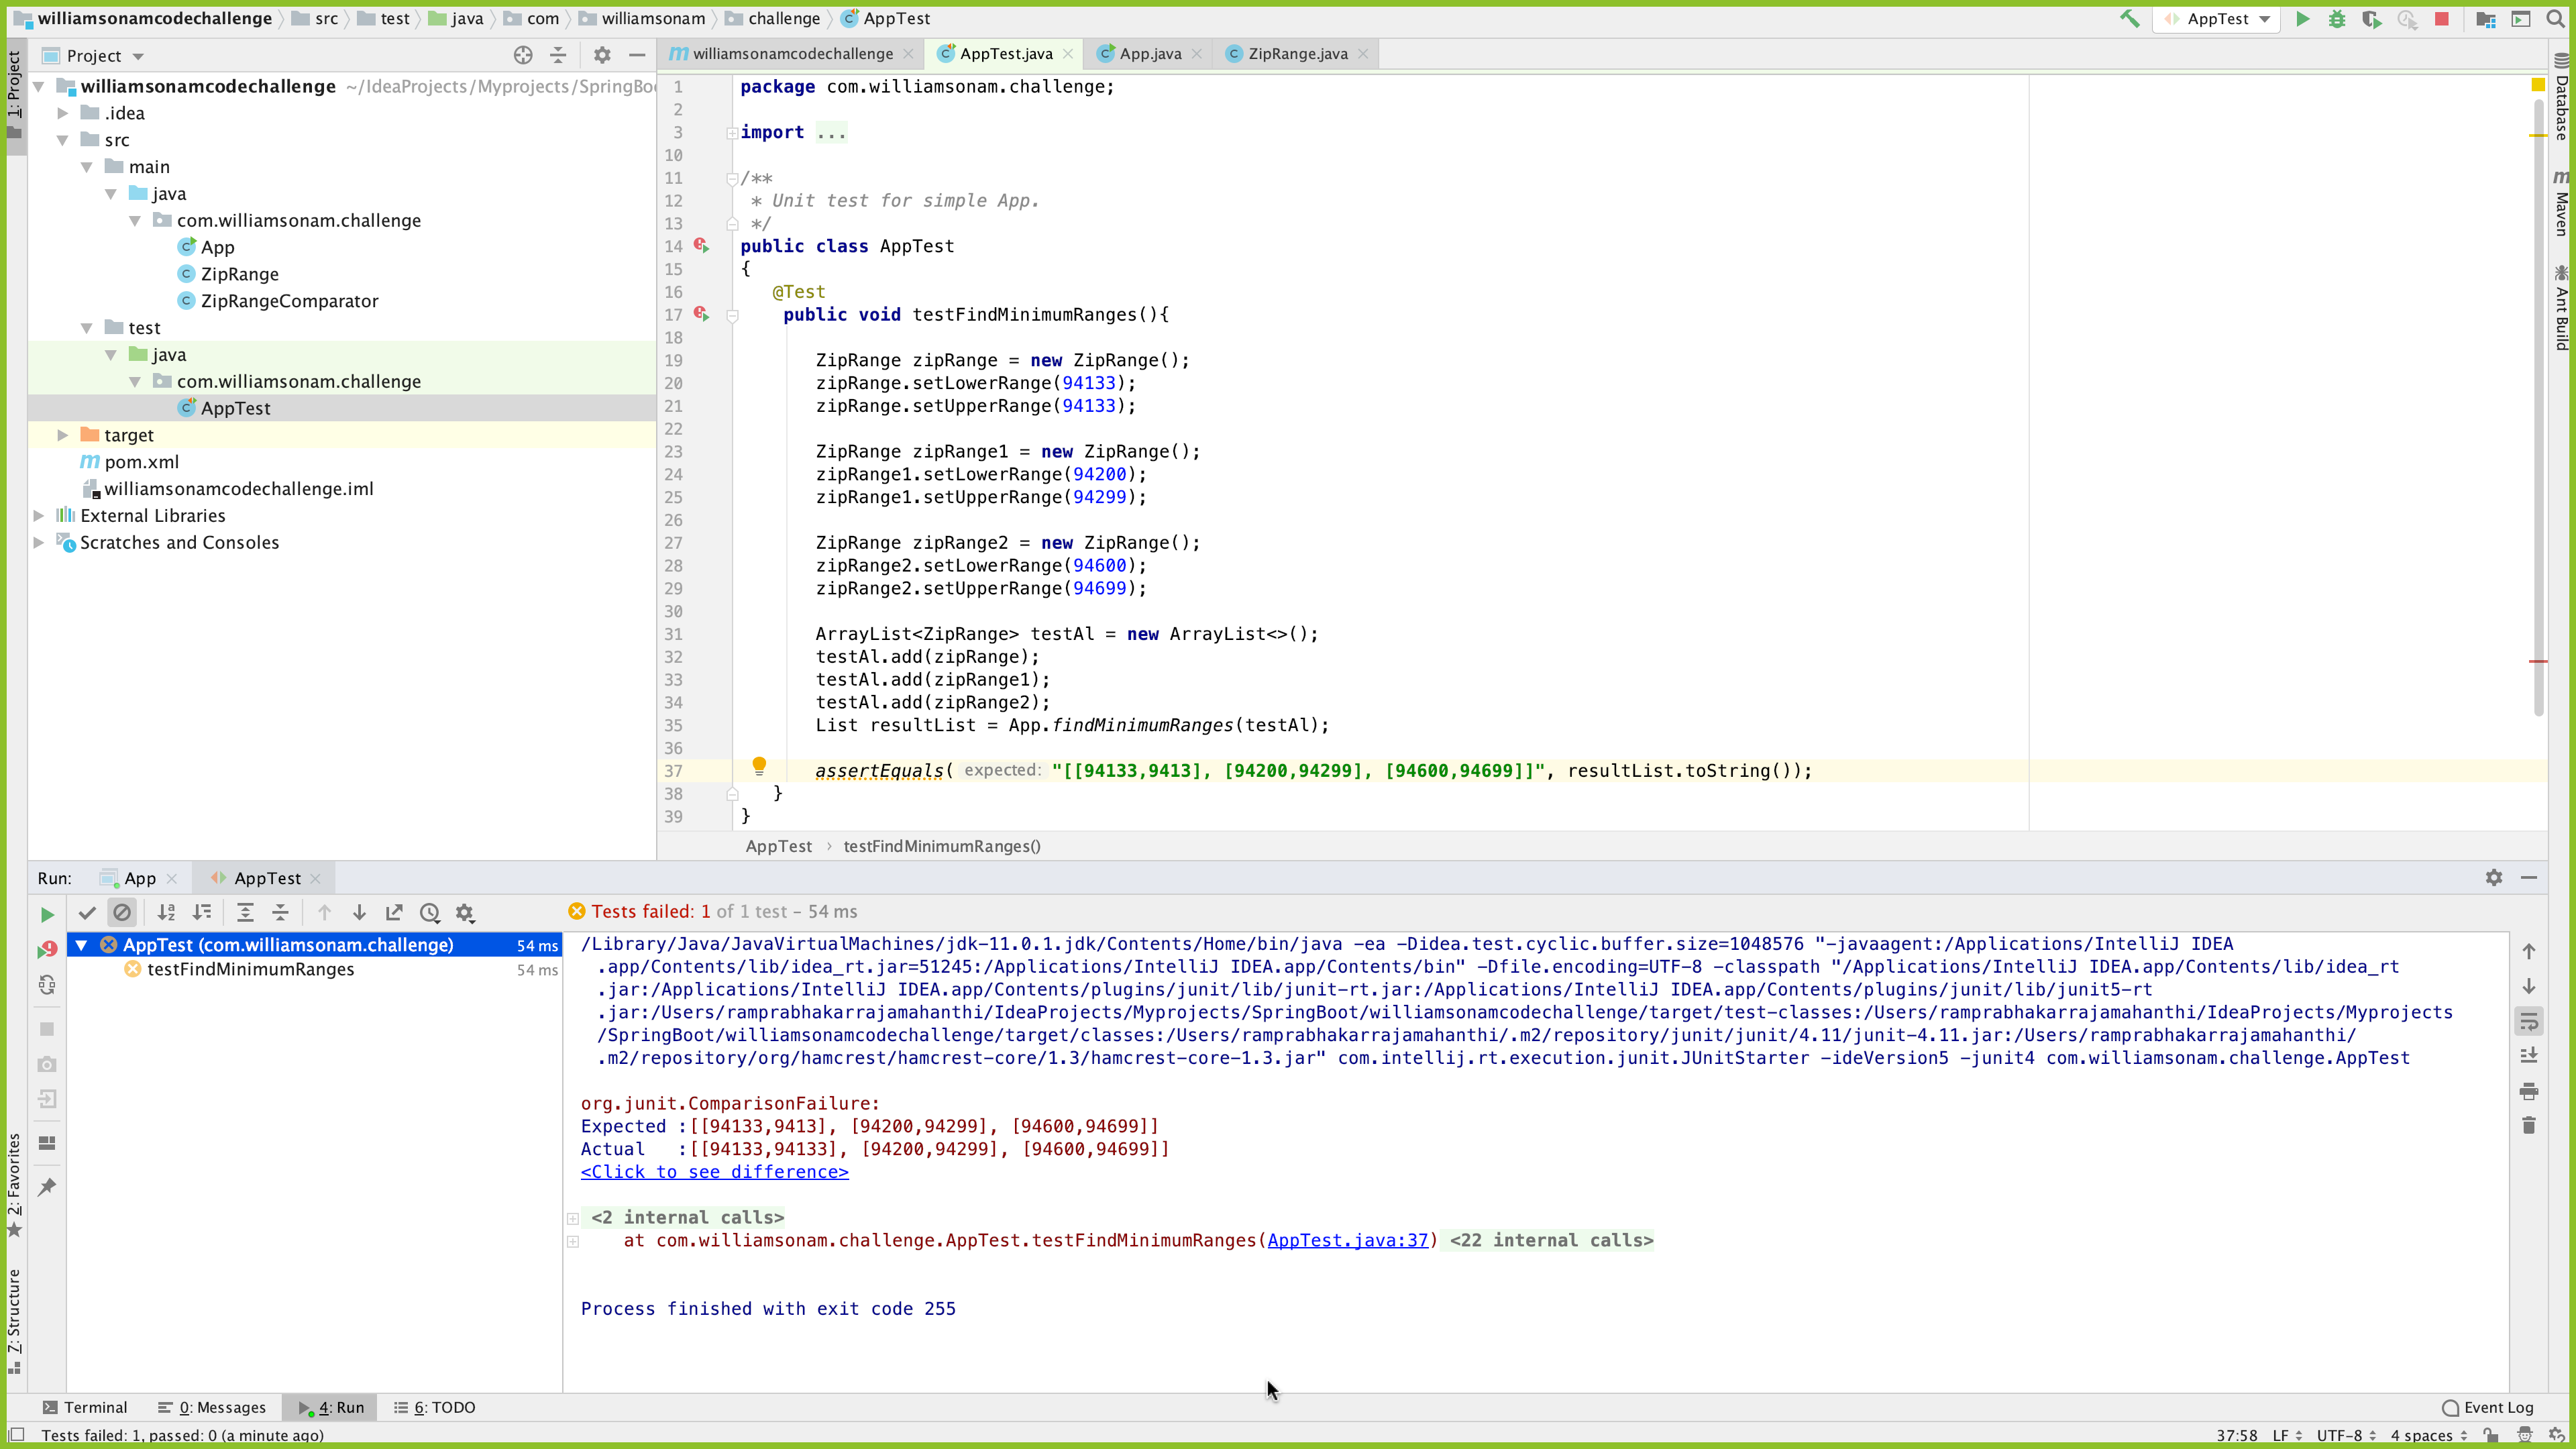 williamsonamcodechallenge src test java com williamsonam challenge AppTest
AppTest
1: Project
Project
williamsonamcodechallenge ~/IdeaProjects/Myprojects/SpringBo
.idea
src
main
java
com.williamsonam.challenge
App
ZipRange
ZipRangeComparator
test
java
com.williamsonam.challenge
AppTest
target
pom.xml
williamsonamcodechallenge.iml
External Libraries
Scratches and Consoles
williamsonamcodechallenge AppTest.java App.java ZipRange.java
1 package com.williamsonam.challenge;
2
3 import ...
10
11 /**
12 * Unit test for simple App.
13 */
14 public class AppTest
15 {
16 @Test
17 public void testFindMinimumRanges(){
18
19 ZipRange zipRange = new ZipRange();
20 zipRange.setLowerRange(94133);
21 zipRange.setUpperRange(94133);
22
23 ZipRange zipRange1 = new ZipRange();
24 zipRange1.setLowerRange(94200);
25 zipRange1.setUpperRange(94299);
26
27 ZipRange zipRange2 = new ZipRange();
28 zipRange2.setLowerRange(94600);
29 zipRange2.setUpperRange(94699);
30
31 ArrayList<ZipRange> testAl = new ArrayList<>();
32 testAl.add(zipRange);
33 testAl.add(zipRange1);
34 testAl.add(zipRange2);
35 List resultList = App.findMinimumRanges(testAl);
36
37 assertEquals( expected: "[[94133,9413], [94200,94299], [94600,94699]]", resultList.toString());
38 }
39 }
AppTest › testFindMinimumRanges()
Database
Maven
Ant Build
Run: App AppTest
Tests failed: 1 of 1 test – 54 ms
AppTest (com.williamsonam.challenge) 54 ms
testFindMinimumRanges 54 ms
/Library/Java/JavaVirtualMachines/jdk-11.0.1.jdk/Contents/Home/bin/java -ea -Didea.test.cyclic.buffer.size=1048576 "-javaagent:/Applications/IntelliJ IDEA
.app/Contents/lib/idea_rt.jar=51245:/Applications/IntelliJ IDEA.app/Contents/bin" -Dfile.encoding=UTF-8 -classpath "/Applications/IntelliJ IDEA.app/Contents/lib/idea_rt
.jar:/Applications/IntelliJ IDEA.app/Contents/plugins/junit/lib/junit-rt.jar:/Applications/IntelliJ IDEA.app/Contents/plugins/junit/lib/junit5-rt
.jar:/Users/ramprabhakarrajamahanthi/IdeaProjects/Myprojects/SpringBoot/williamsonamcodechallenge/target/test-classes:/Users/ramprabhakarrajamahanthi/IdeaProjects/Myprojects
/SpringBoot/williamsonamcodechallenge/target/classes:/Users/ramprabhakarrajamahanthi/.m2/repository/junit/junit/4.11/junit-4.11.jar:/Users/ramprabhakarrajamahanthi/
.m2/repository/org/hamcrest/hamcrest-core/1.3/hamcrest-core-1.3.jar" com.intellij.rt.execution.junit.JUnitStarter -ideVersion5 -junit4 com.williamsonam.challenge.AppTest
org.junit.ComparisonFailure:
Expected :[[94133,9413], [94200,94299], [94600,94699]]
Actual :[[94133,94133], [94200,94299], [94600,94699]]
<Click to see difference>
<2 internal calls>
at com.williamsonam.challenge.AppTest.testFindMinimumRanges(AppTest.java:37) <22 internal calls>
Process finished with exit code 255
2: Favorites
7: Structure
Terminal 0: Messages 4: Run 6: TODO Event Log
Tests failed: 1, passed: 0 (a minute ago) 37:58 LF UTF-8 4 spaces